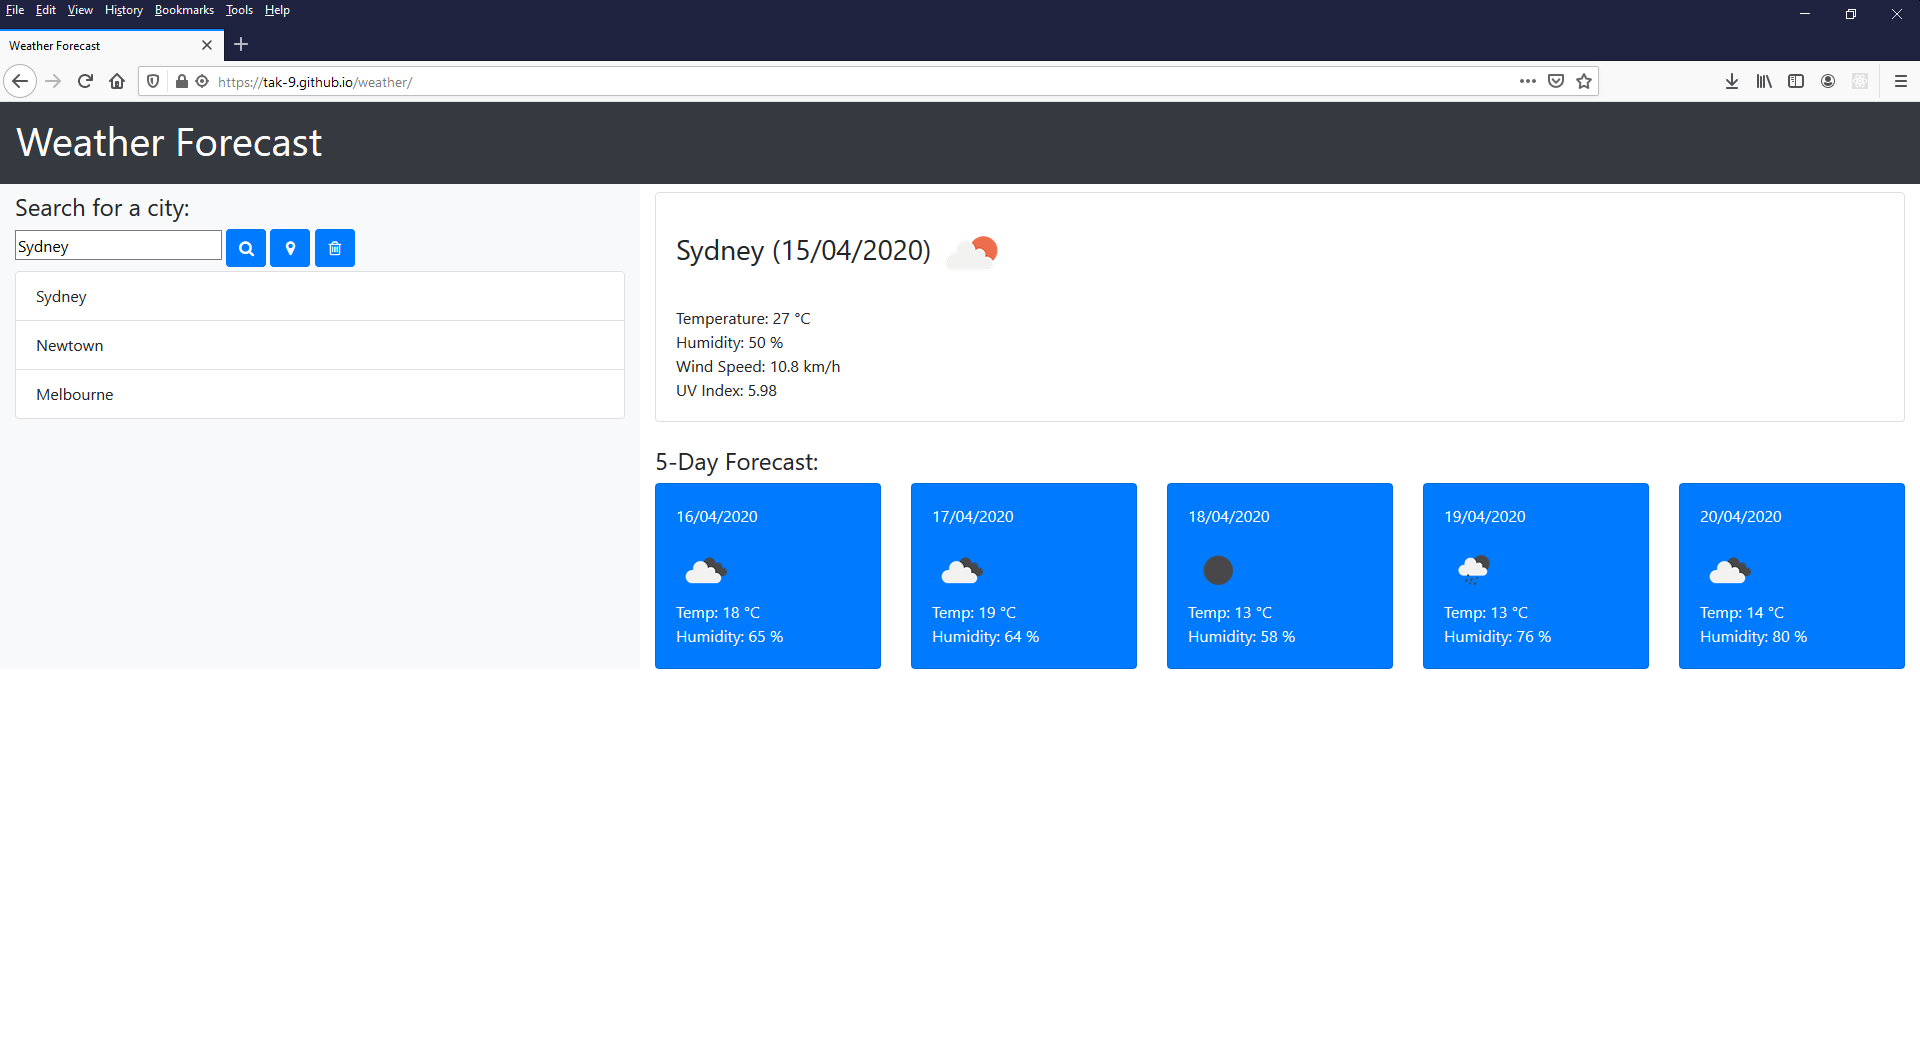 File Edit View History Bookmarks Tools Help
Weather Forecast
https://tak-9.github.io/weather/
Weather Forecast
Search for a city:
Sydney
Sydney
Newtown
Melbourne
Sydney (15/04/2020)
Temperature: 27 °C
Humidity: 50 %
Wind Speed: 10.8 km/h
UV Index: 5.98
5-Day Forecast:
16/04/2020
Temp: 18 °C
Humidity: 65 %
17/04/2020
Temp: 19 °C
Humidity: 64 %
18/04/2020
Temp: 13 °C
Humidity: 58 %
19/04/2020
Temp: 13 °C
Humidity: 76 %
20/04/2020
Temp: 14 °C
Humidity: 80 %